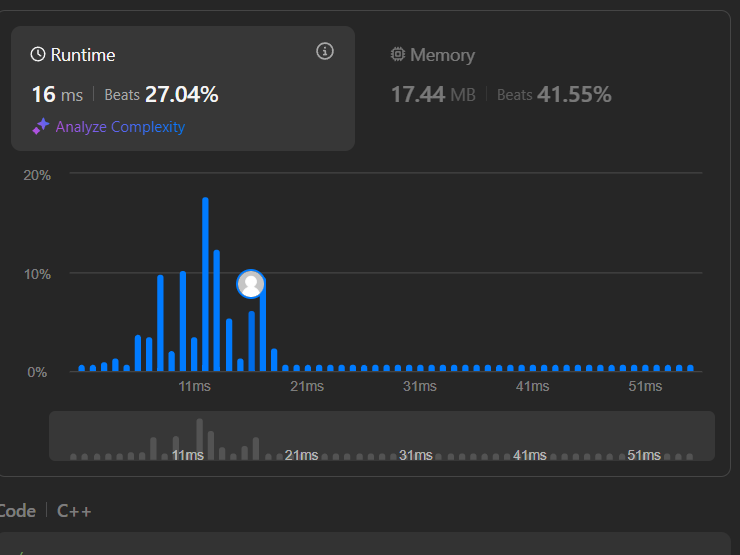 Runtime
16 ms | Beats 27.04%
Analyze Complexity
Memory
17.44 MB | Beats 41.55%
20%
10%
0%
11ms 21ms 31ms 41ms 51ms
11ms 21ms 31ms 41ms 51ms
Code | C++